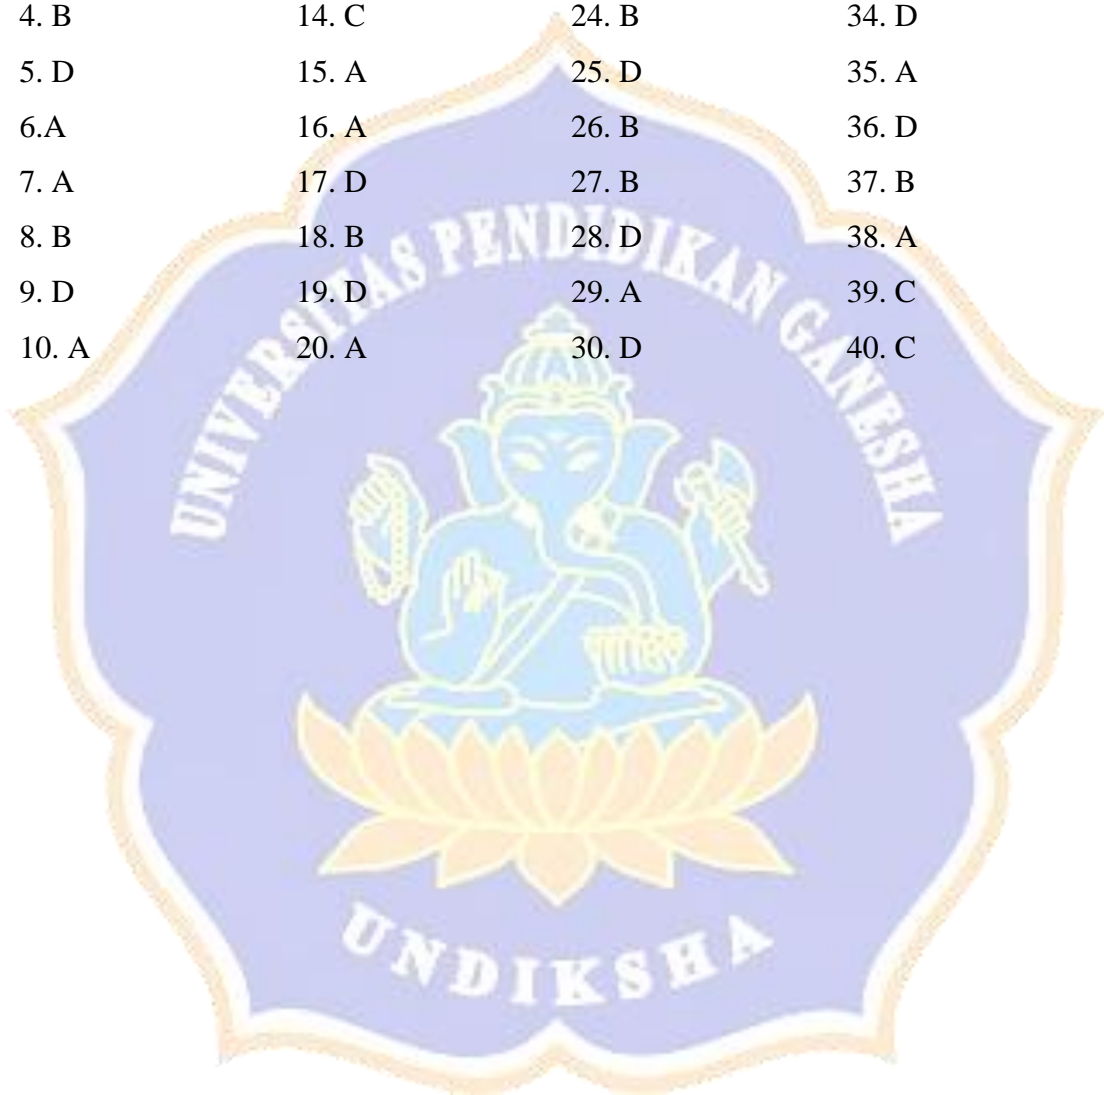 4. B 14. C 24. B 34. D
5. D 15. A 25. D 35. A
6.A 16. A 26. B 36. D
7. A 17. D 27. B 37. B
8. B 18. B 28. D 38. A
9. D 19. D 29. A 39. C
10. A 20. A 30. D 40. C
UNIVERSITAS PENDIDIKAN GANESHA
UNDIKSHA